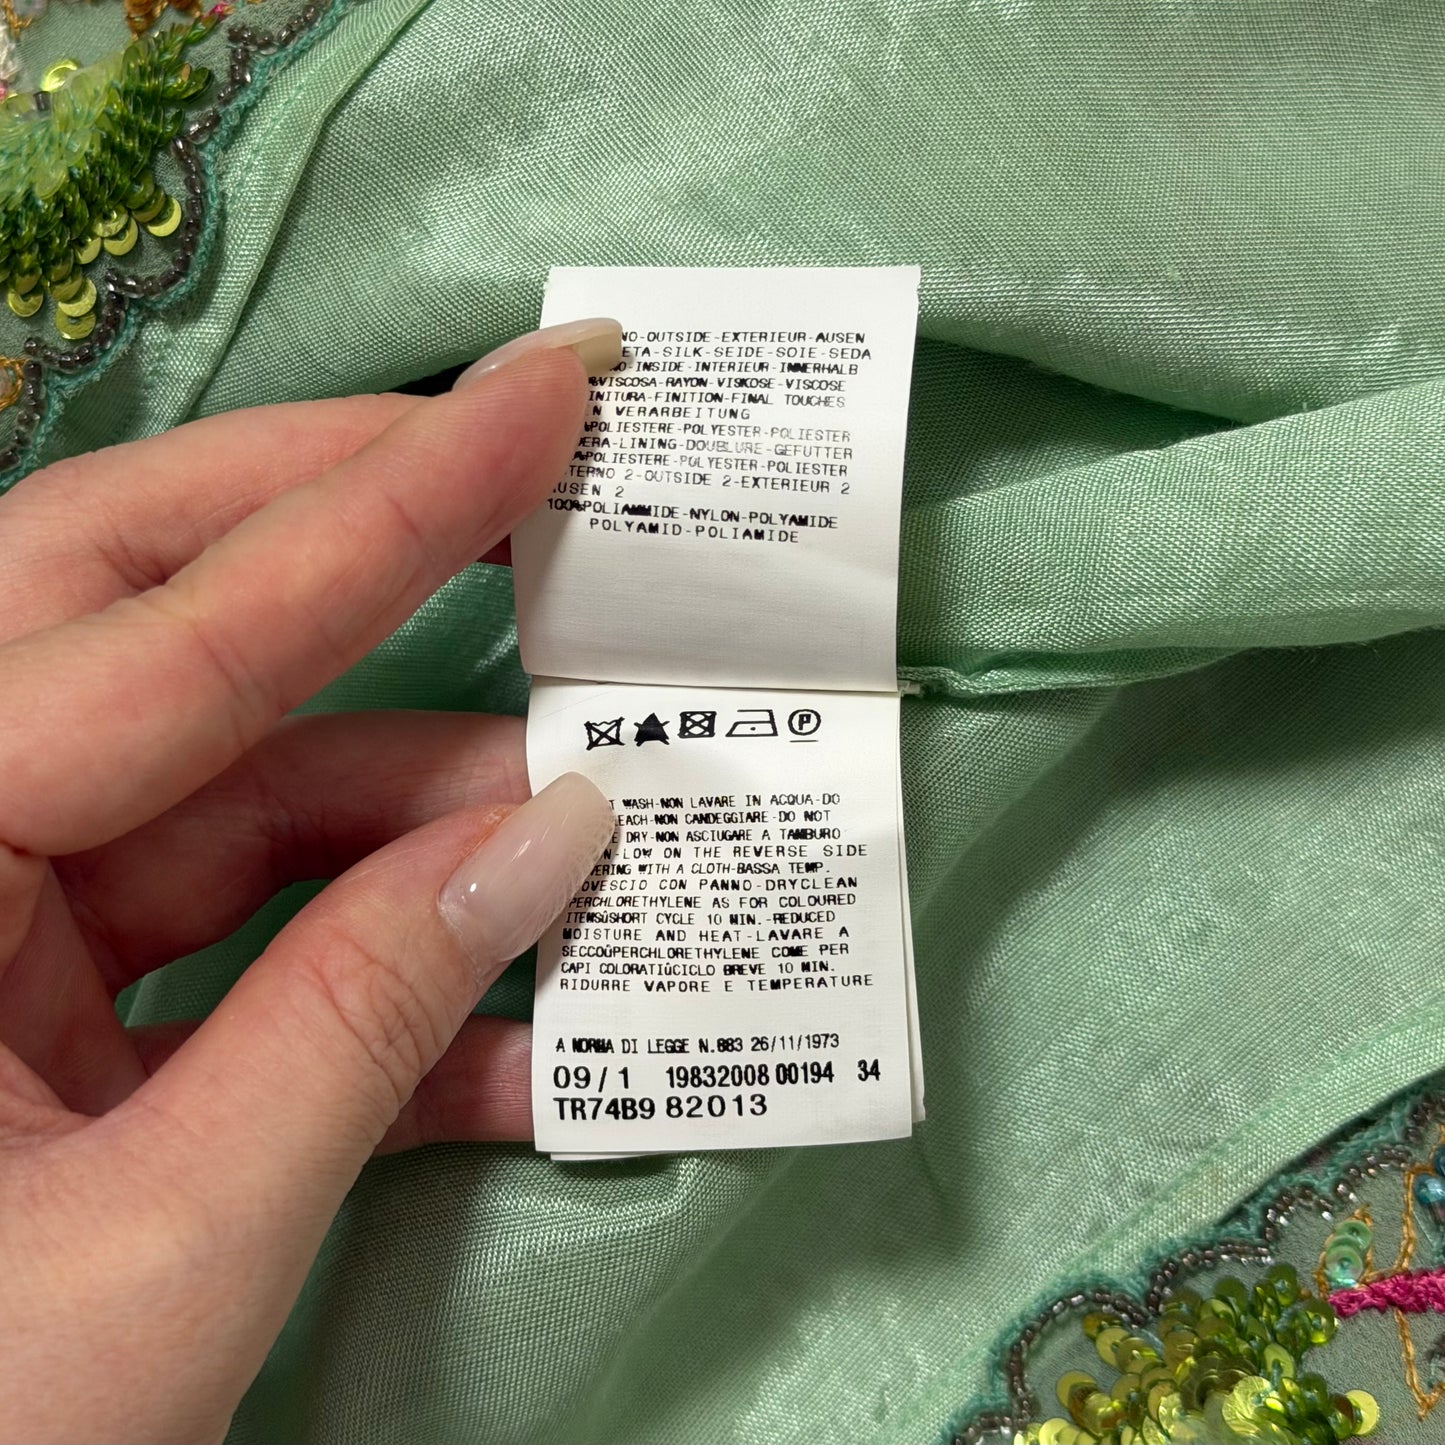 NO-OUTSIDE-EXTERIEUR-AUSEN
ETA-SILK-SEIDE-SOIE-SEDA
NO-INSIDE-INTERIEUR-INNERHALB
%VISCOSA-RAYON-VISKOSE-VISCOSE
INITURA-FINITION-FINAL TOUCHES
N VERARBEITUNG
%POLIESTERE-POLYESTER-POLIESTER
DERA-LINING-DOUBLURE-GEFUTTER
%POLIESTERE-POLYESTER-POLIESTER
TERNO 2-OUTSIDE 2-EXTERIEUR 2
AUSEN 2
100%POLIAMMIDE-NYLON-POLYAMIDE
POLYAMID-POLIAMIDE
P
T WASH-NON LAVARE IN ACQUA-DO
EACH-NON CANDEGGIARE-DO NOT
E DRY-NON ASCIUGARE A TAMBURO
N-LOW ON THE REVERSE SIDE
VERING WITH A CLOTH-BASSA TEMP.
OVESCIO CON PANNO-DRYCLEAN
PERCHLORETHYLENE AS FOR COLOURED
ITEMSûSHORT CYCLE 10 MIN.-REDUCED
MOISTURE AND HEAT-LAVARE A
SECCOûPERCHLORETHYLENE COME PER
CAPI COLORATIûCICLO BREVE 10 MIN.
RIDURRE VAPORE E TEMPERATURE
A NORMA DI LEGGE N.883 26/11/1973
09/1 19832008 00194 34
TR74B9 82013